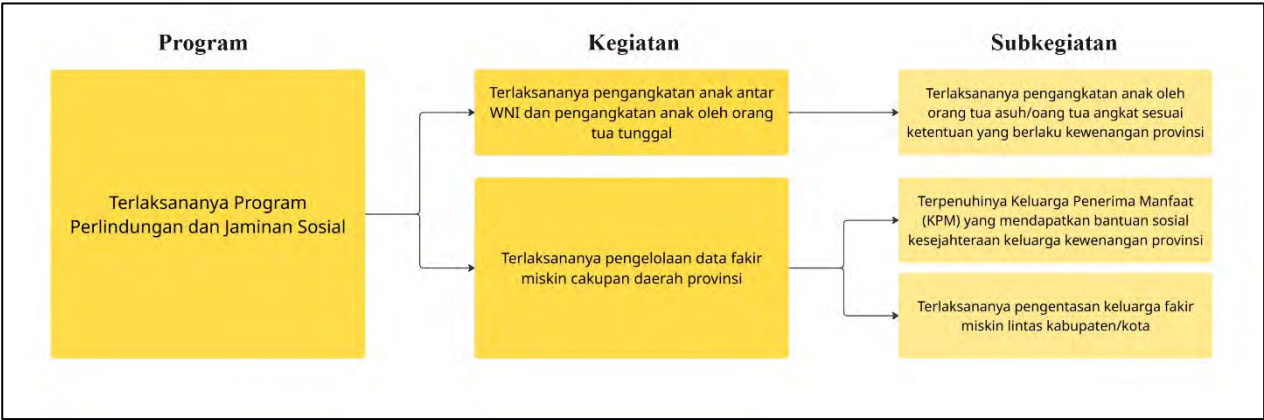 Program
Kegiatan
Subkegiatan
Terlaksananya Program
Perlindungan dan Jaminan Sosial
Terlaksananya pengangkatan anak antar
WNI dan pengangkatan anak oleh orang
tua tunggal
Terlaksananya pengangkatan anak oleh
orang tua asuh/oang tua angkat sesuai
ketentuan yang berlaku kewenangan provinsi
Terlaksananya pengelolaan data fakir
miskin cakupan daerah provinsi
Terpenuhinya Keluarga Penerima Manfaat
(KPM) yang mendapatkan bantuan sosial
kesejahteraan keluarga kewenangan provinsi
Terlaksananya pengentasan keluarga fakir
miskin lintas kabupaten/kota